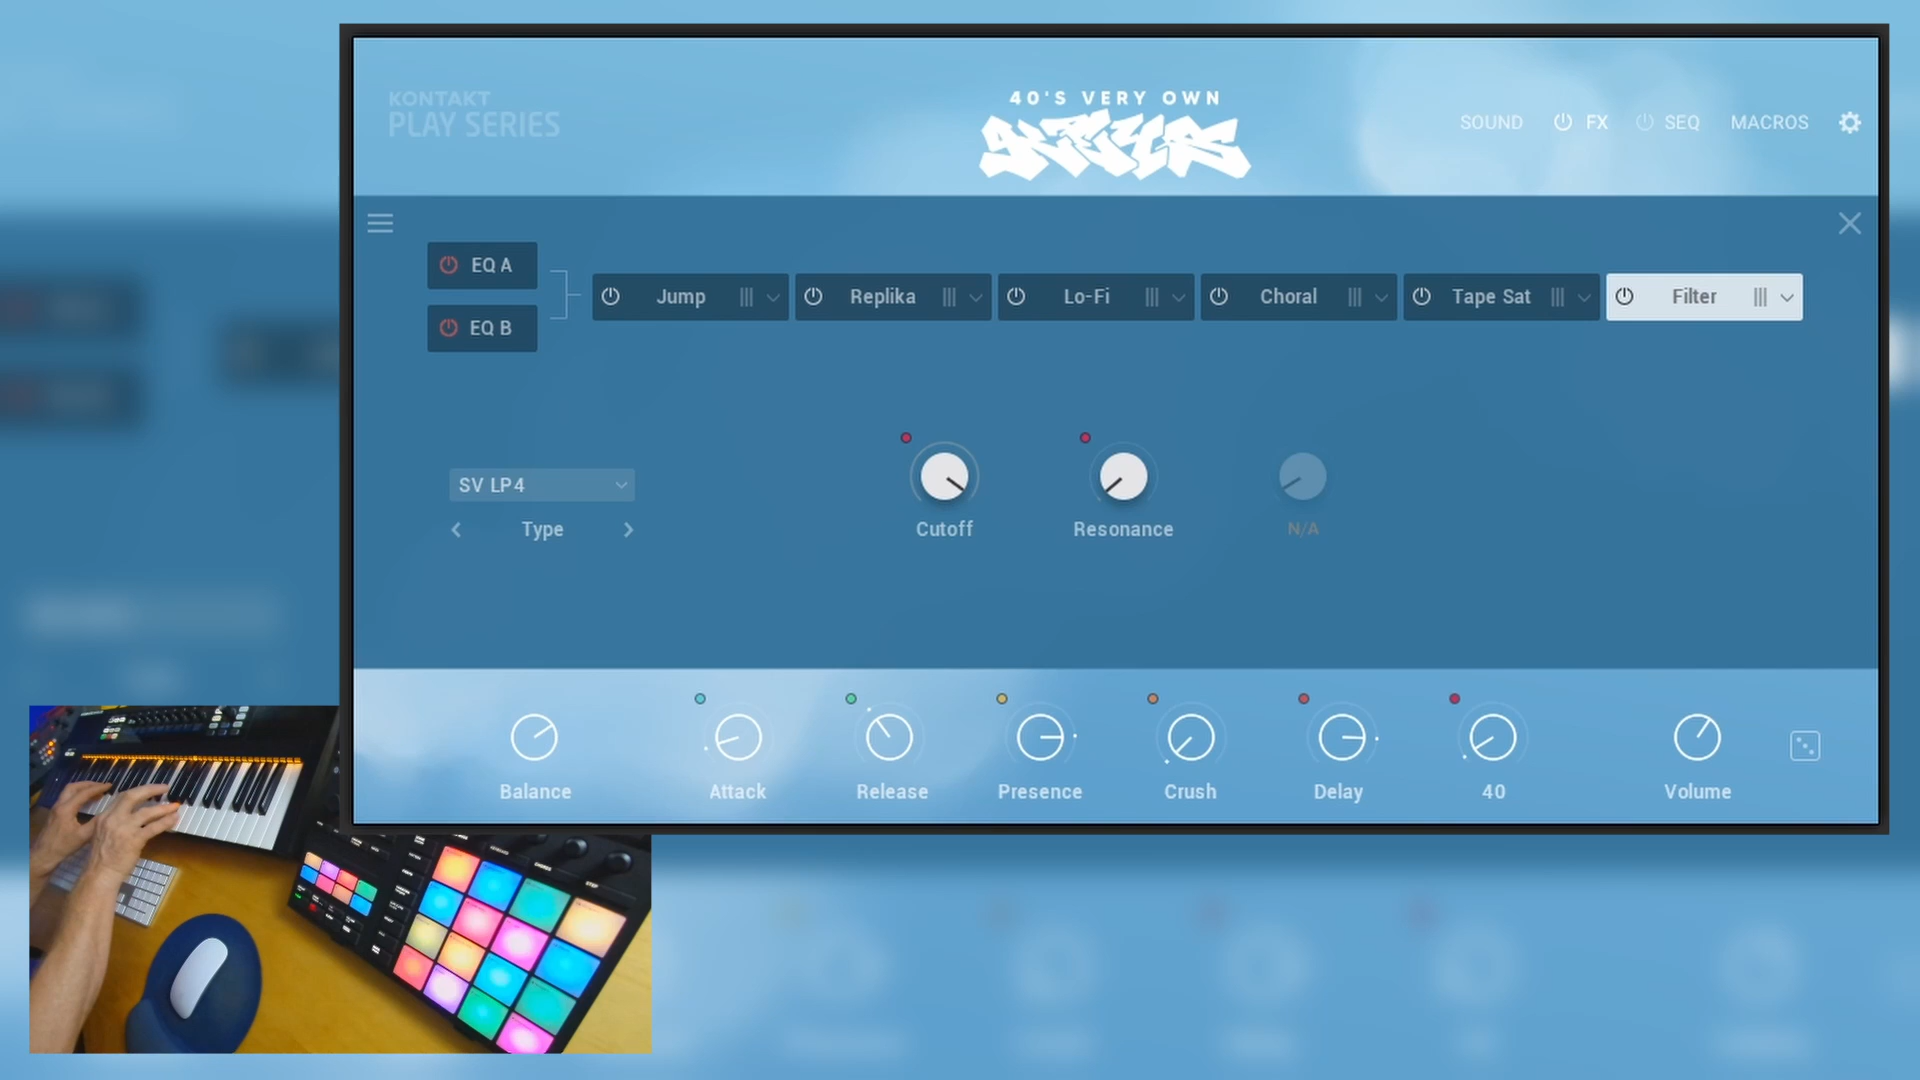 KONTAKT
PLAY SERIES
40'S VERY OWN
KEYS
SOUND FX SEQ MACROS
EQ A
EQ B
Jump Replika Lo-Fi Choral Tape Sat Filter
SV LP4
Type
Cutoff Resonance N/A
Balance Attack Release Presence Crush Delay 40 Volume